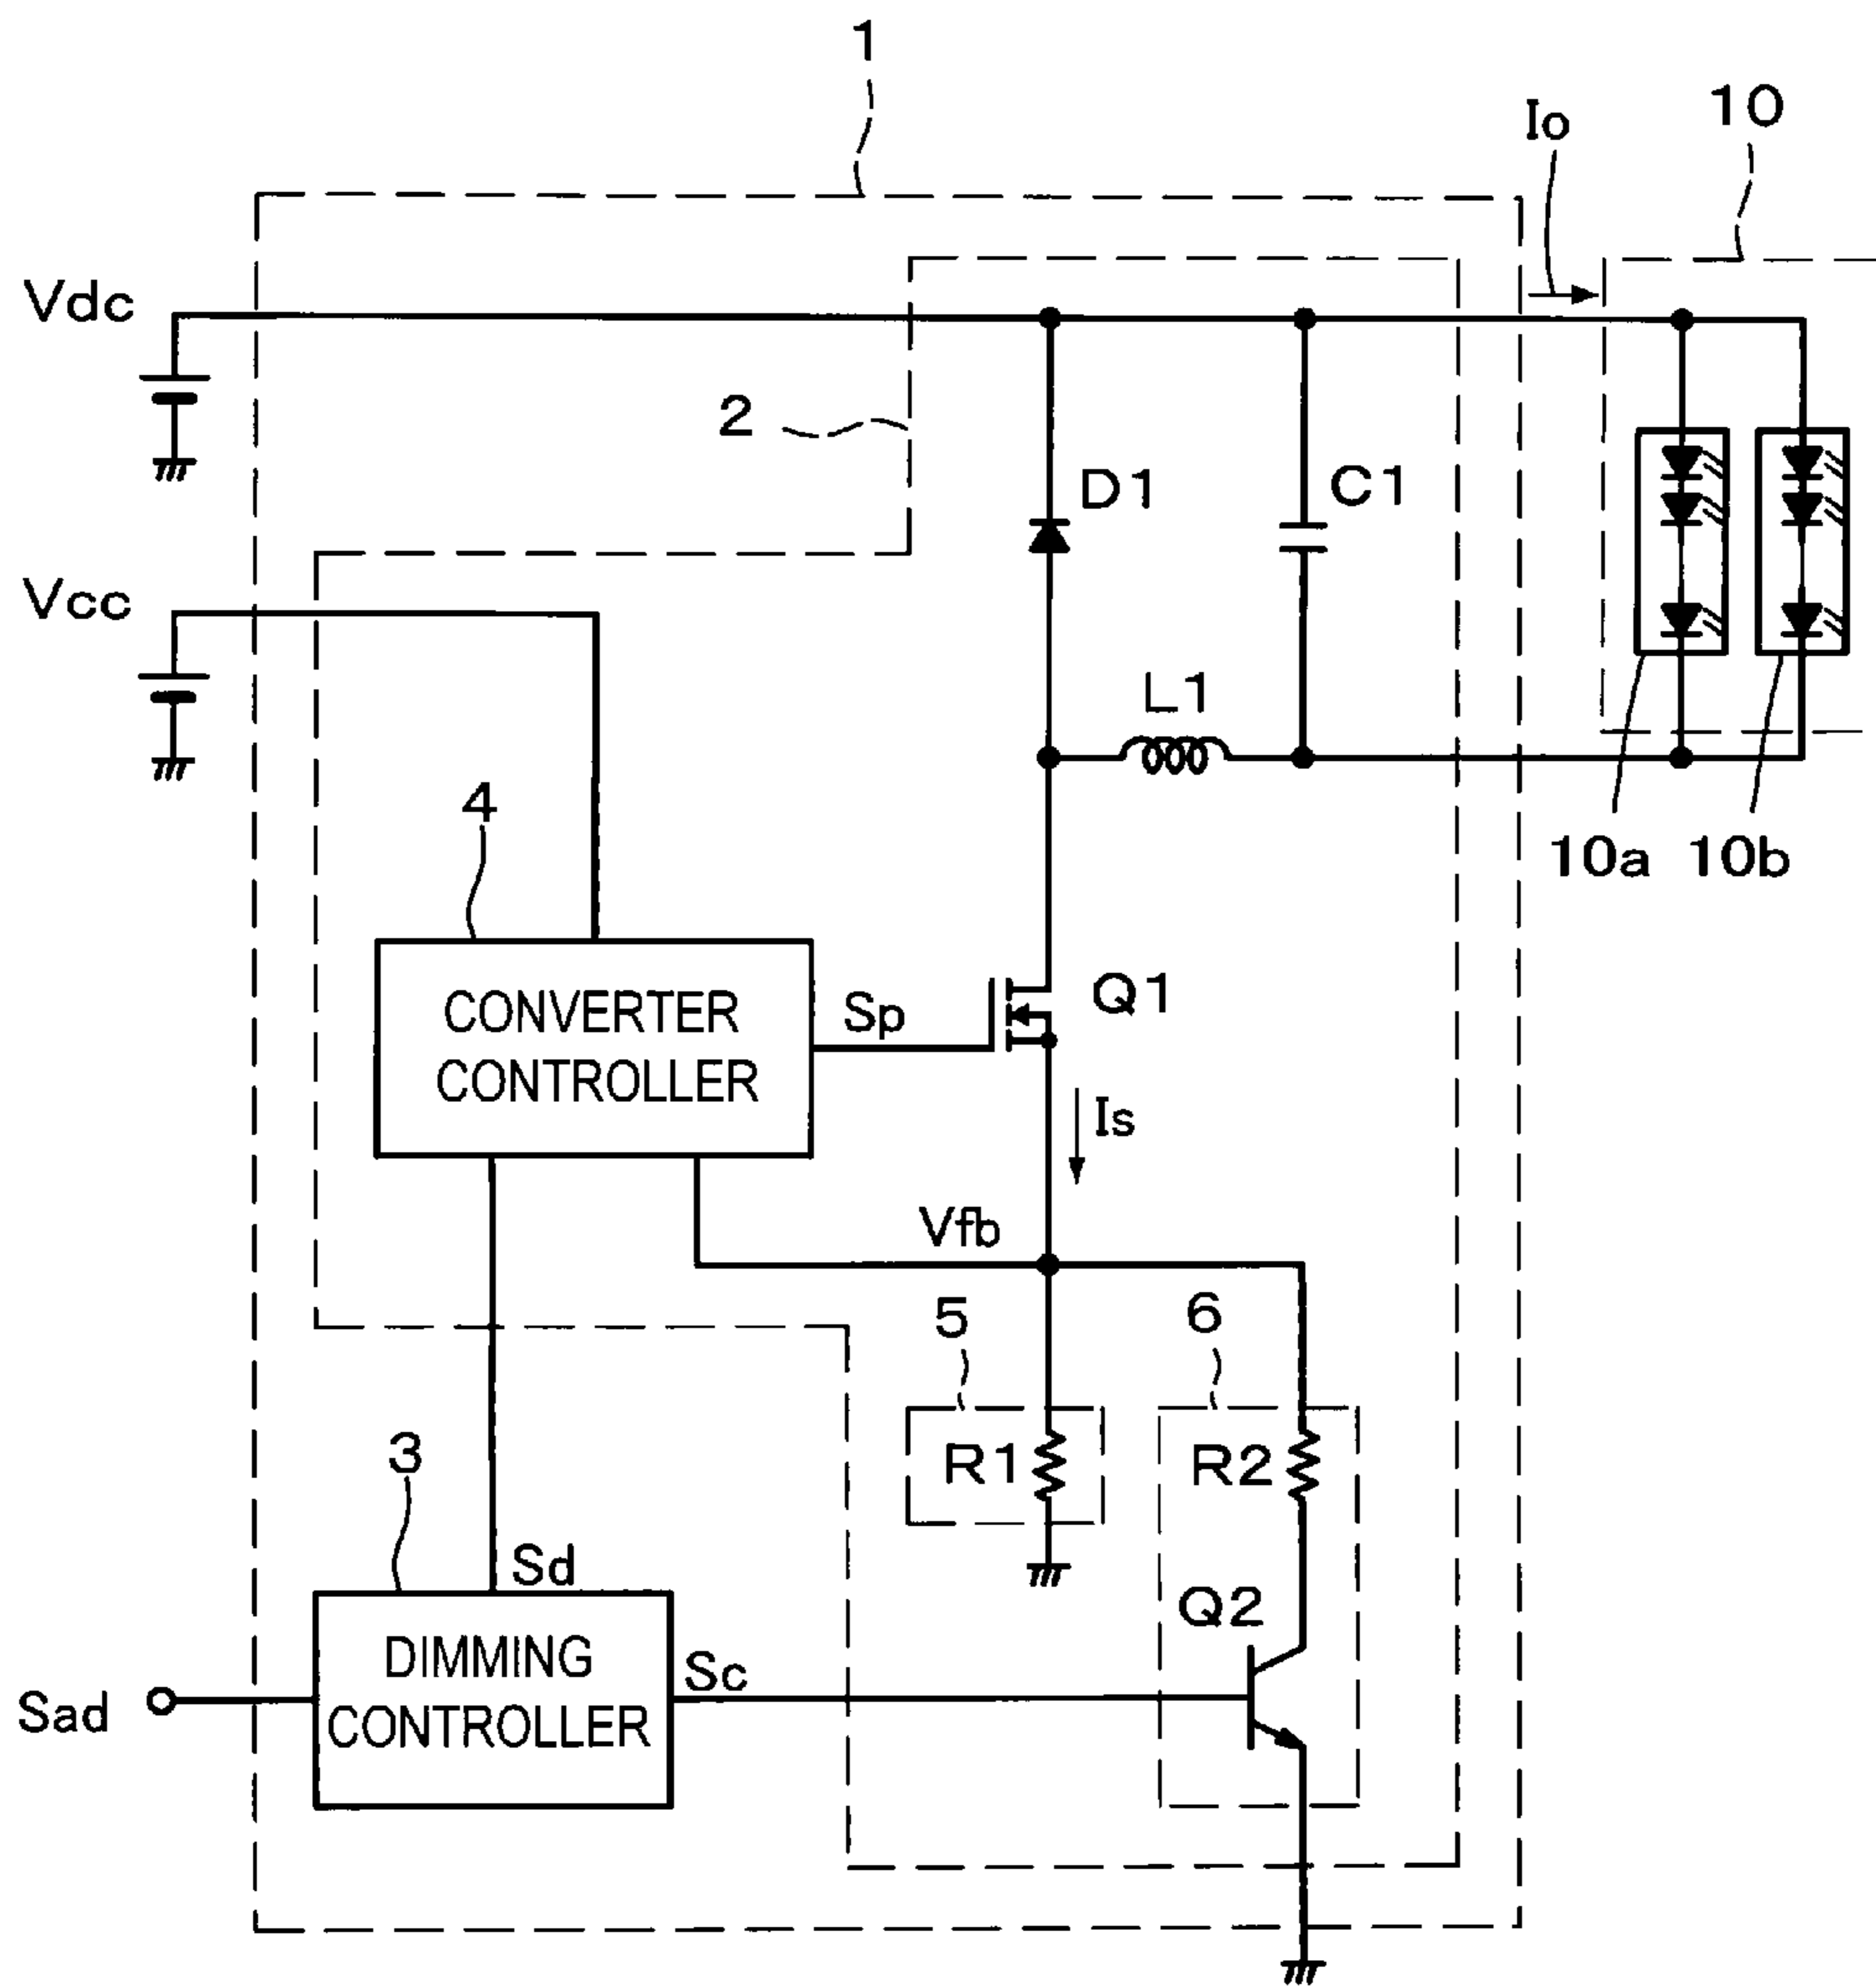 1
Io
10
Vdc
2
D1
C1
Vcc
L1
4
10a
10b
CONVERTER
CONTROLLER
Sp
Q1
Is
Vfb
5
6
3
R1
R2
Sd
Q2
DIMMING
CONTROLLER
Sc
Sad